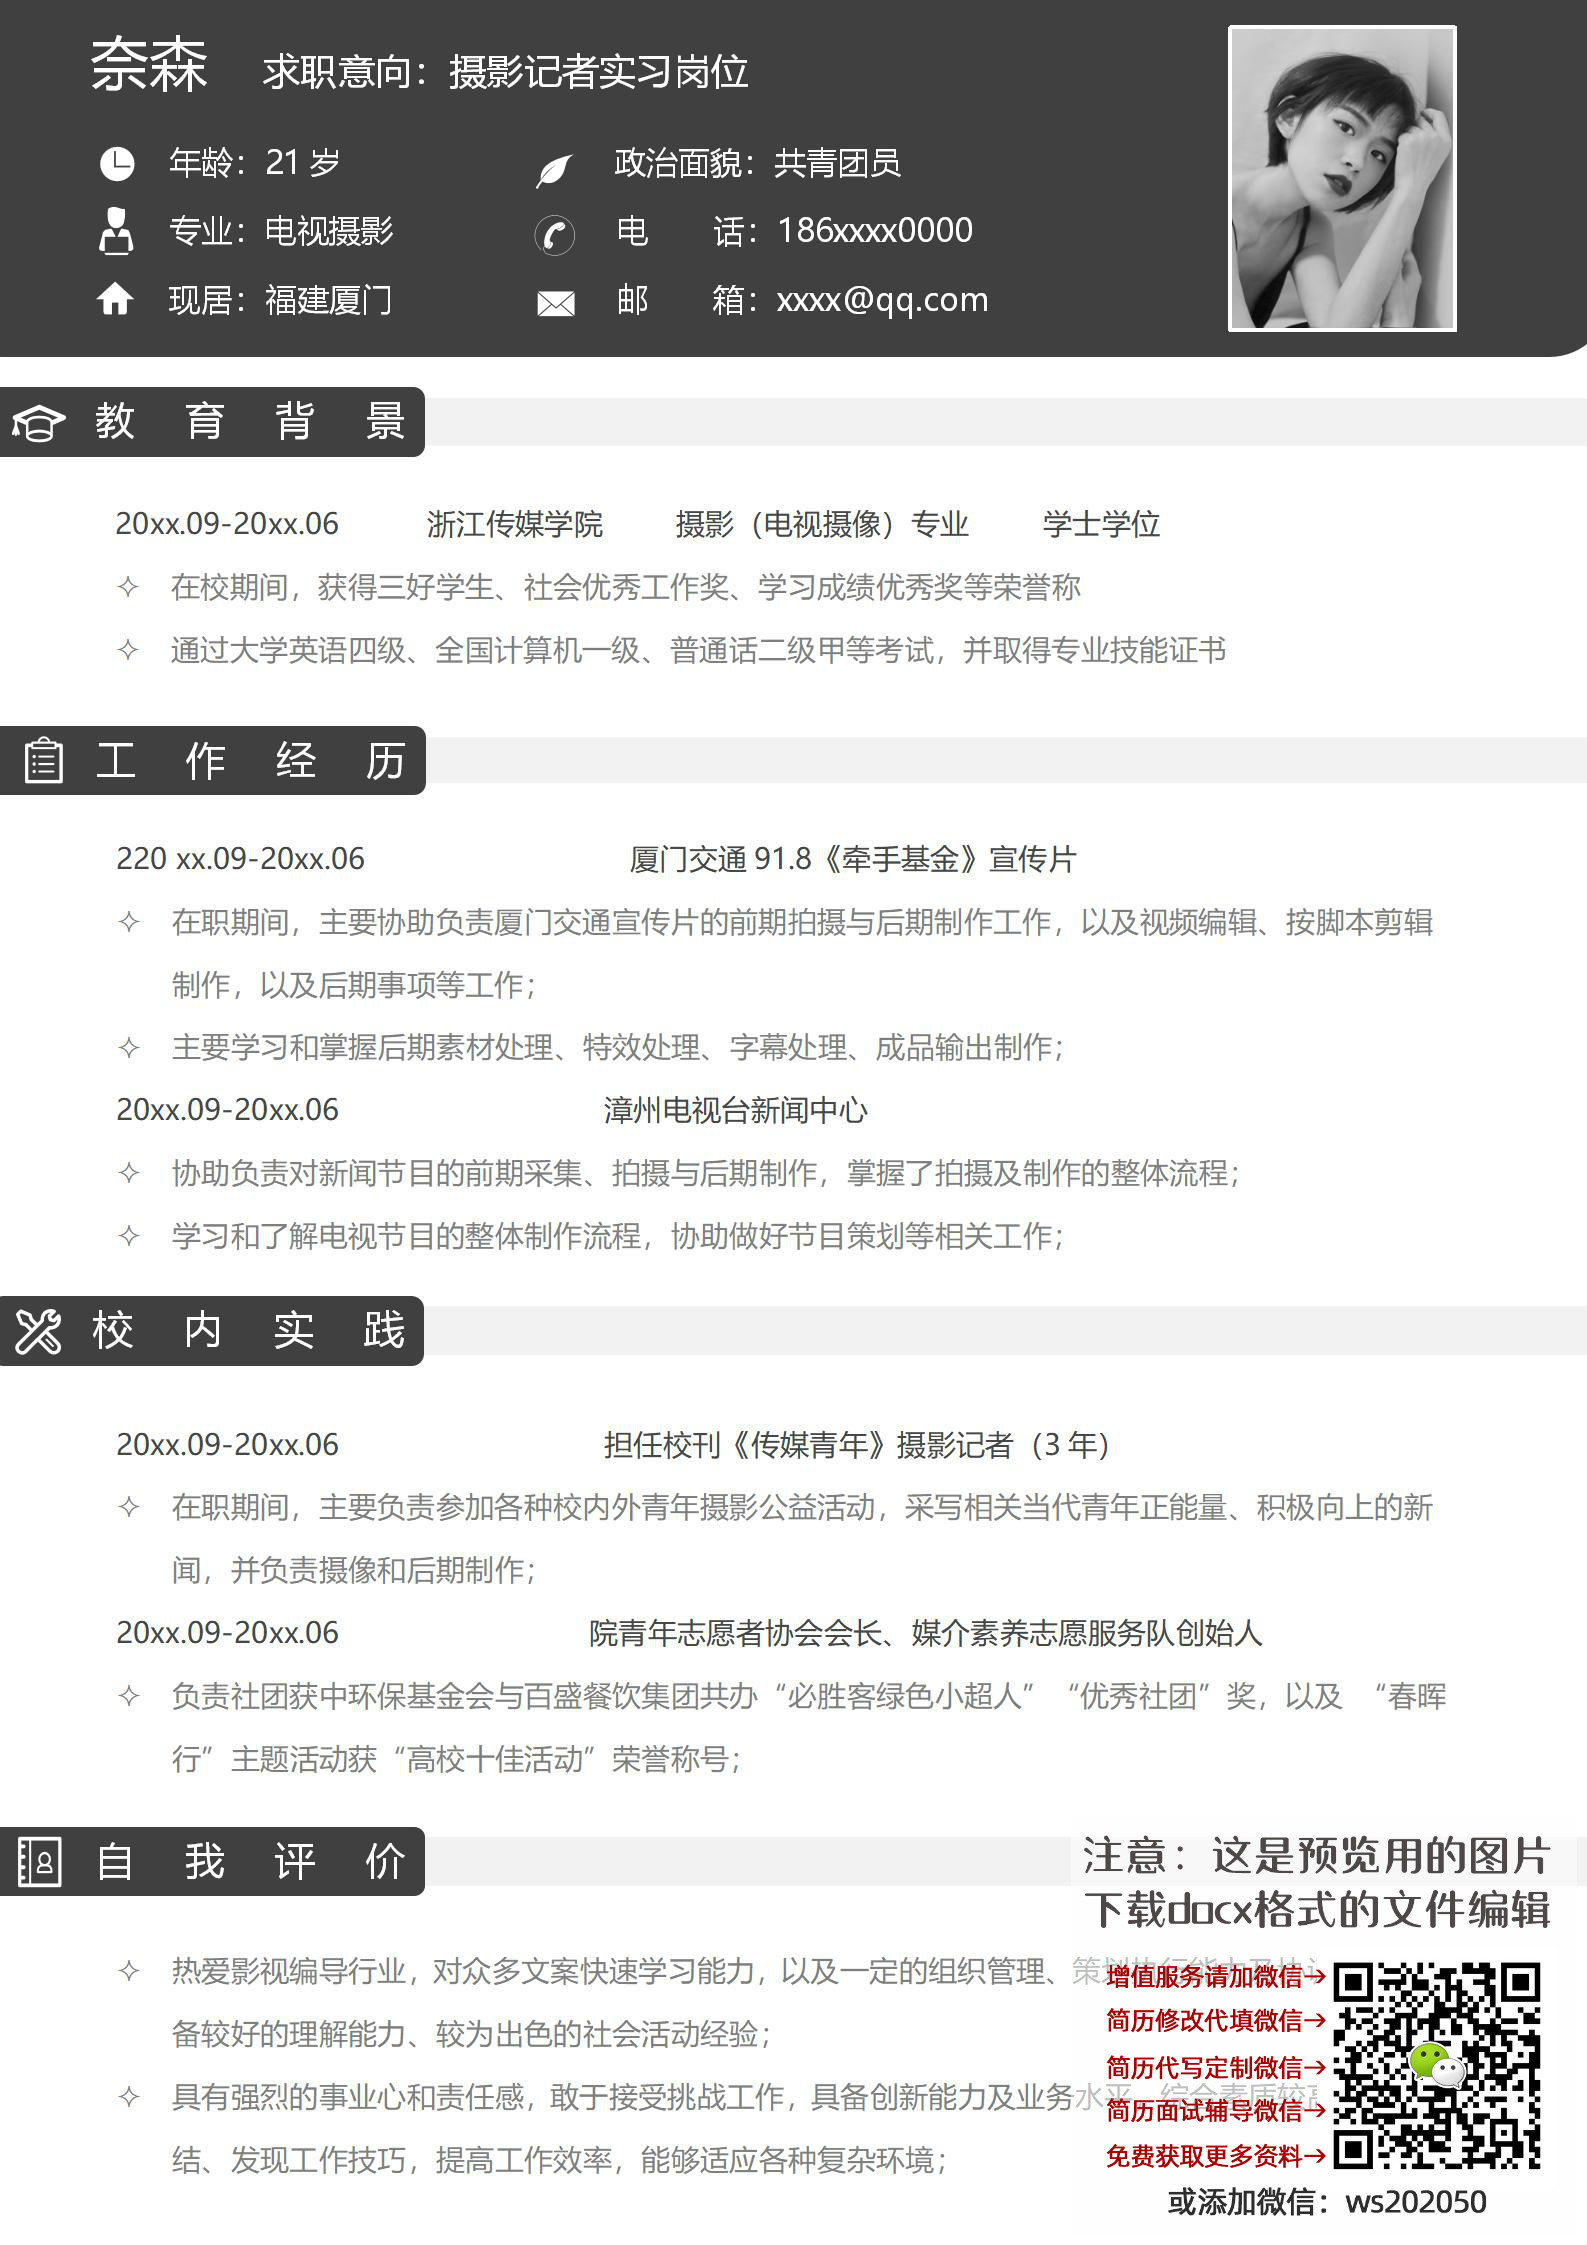 奈森 求职意向：摄影记者实习岗位
年龄：21 岁 政治面貌：共青团员
专业：电视摄影 电 话：186xxxx0000
现居：福建厦门 邮 箱：xxxx@qq.com
教 育 背 景
20xx.09-20xx.06 浙江传媒学院 摄影（电视摄像）专业 学士学位
✧ 在校期间，获得三好学生、社会优秀工作奖、学习成绩优秀奖等荣誉称
✧ 通过大学英语四级、全国计算机一级、普通话二级甲等考试，并取得专业技能证书
工 作 经 历
220 xx.09-20xx.06 厦门交通 91.8《牵手基金》宣传片
✧ 在职期间，主要协助负责厦门交通宣传片的前期拍摄与后期制作工作，以及视频编辑、按脚本剪辑
制作，以及后期事项等工作；
✧ 主要学习和掌握后期素材处理、特效处理、字幕处理、成品输出制作；
20xx.09-20xx.06 漳州电视台新闻中心
✧ 协助负责对新闻节目的前期采集、拍摄与后期制作，掌握了拍摄及制作的整体流程；
✧ 学习和了解电视节目的整体制作流程，协助做好节目策划等相关工作；
校 内 实 践
20xx.09-20xx.06 担任校刊《传媒青年》摄影记者（3 年）
✧ 在职期间，主要负责参加各种校内外青年摄影公益活动，采写相关当代青年正能量、积极向上的新
闻，并负责摄像和后期制作；
20xx.09-20xx.06 院青年志愿者协会会长、媒介素养志愿服务队创始人
✧ 负责社团获中环保基金会与百盛餐饮集团共办“必胜客绿色小超人”“优秀社团”奖，以及 “春晖
行”主题活动获“高校十佳活动”荣誉称号；
自 我 评 价
注意：这是预览用的图片
下载docx格式的文件编辑
✧ 热爱影视编导行业，对众多文案快速学习能力，以及一定的组织管理、
备较好的理解能力、较为出色的社会活动经验；
✧ 具有强烈的事业心和责任感，敢于接受挑战工作，具备创新能力及业务水平、综合素质较
结、发现工作技巧，提高工作效率，能够适应各种复杂环境；
增值服务请加微信→
简历修改代填微信→
简历代写定制微信→
简历面试辅导微信→
免费获取更多资料→
或添加微信：ws202050